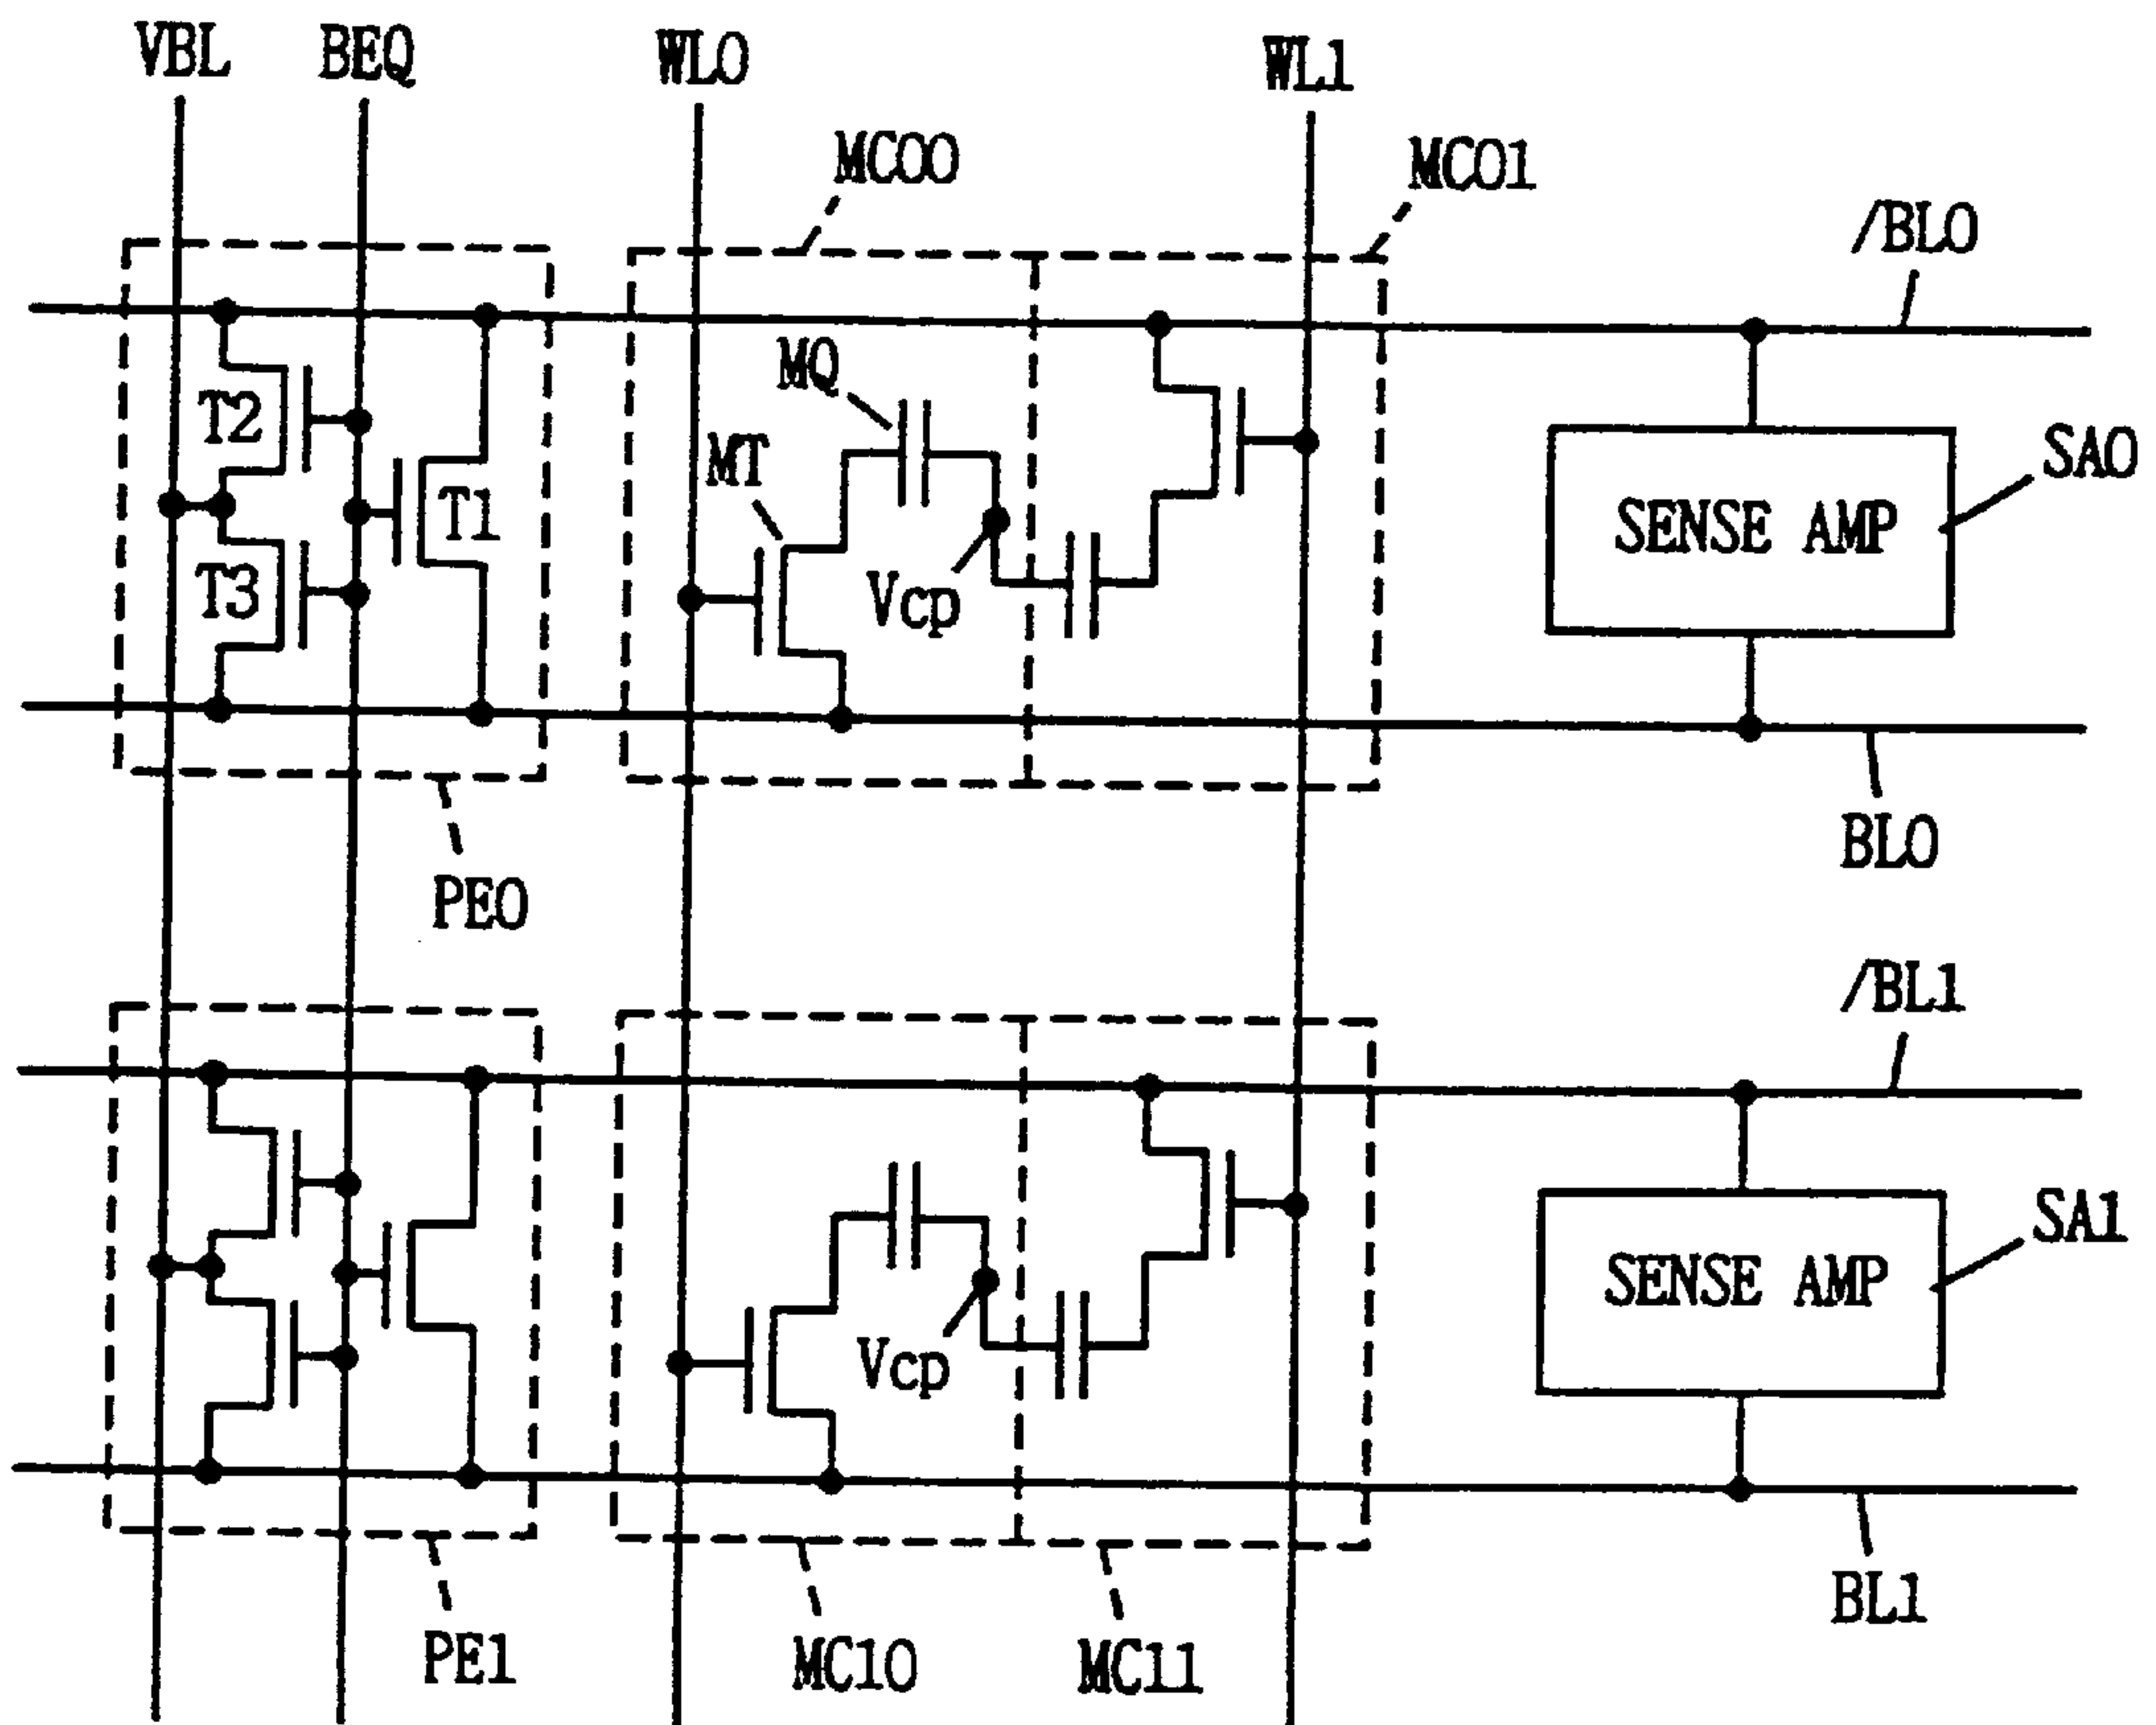 VBL
BEQ
WL0
WL1
MC00
MC01
/BL0
MQ
T2
MT
SA0
T1
SENSE AMP
T3
Vcp
BL0
PE0
/BL1
SA1
SENSE AMP
Vcp
BL1
PE1
MC10
MC11